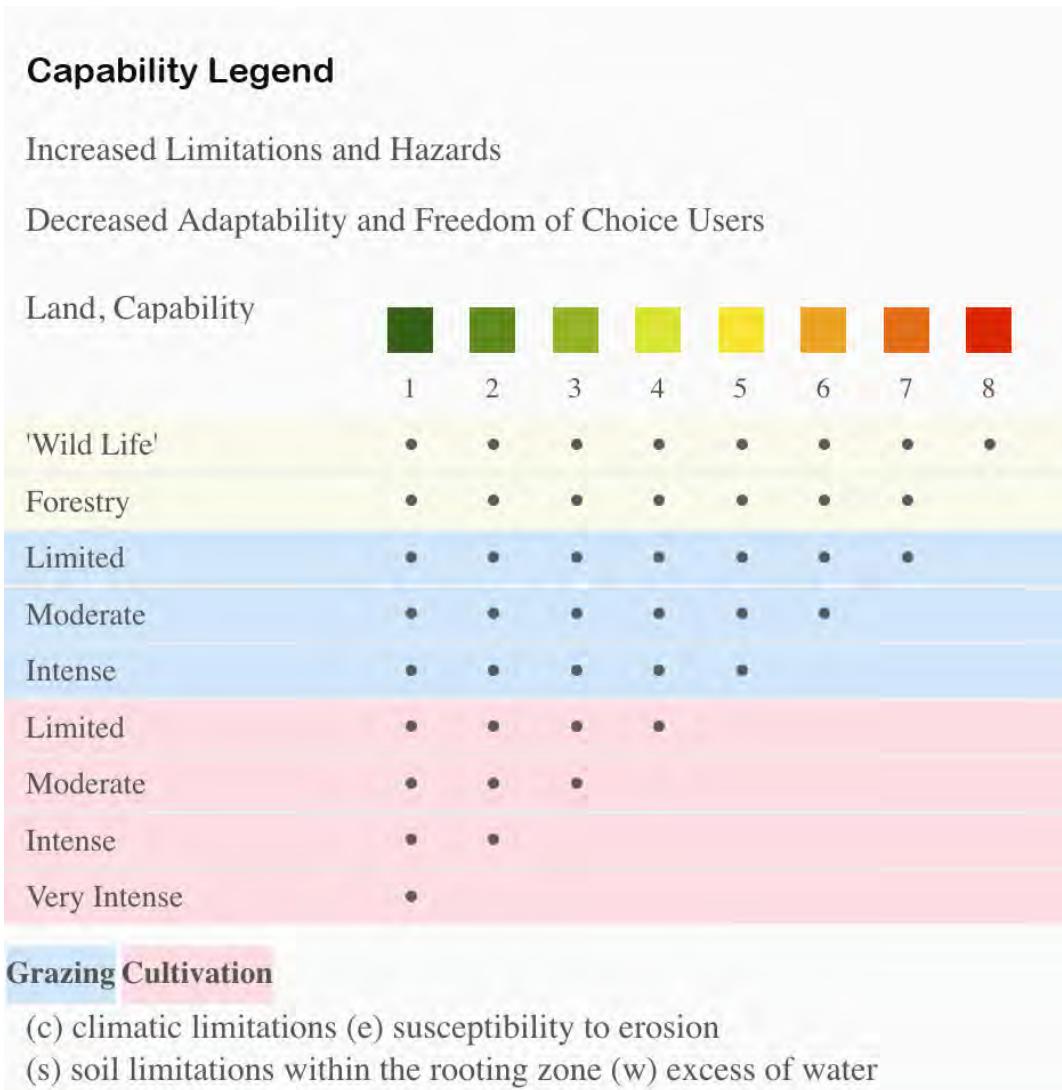 Capability Legend
Increased Limitations and Hazards
Decreased Adaptability and Freedom of Choice Users
Land, Capability
1 2 3 4 5 6 7 8
'Wild Life'
Forestry
Limited
Moderate
Intense
Limited
Moderate
Intense
Very Intense
Grazing Cultivation
(c) climatic limitations (e) susceptibility to erosion
(s) soil limitations within the rooting zone (w) excess of water